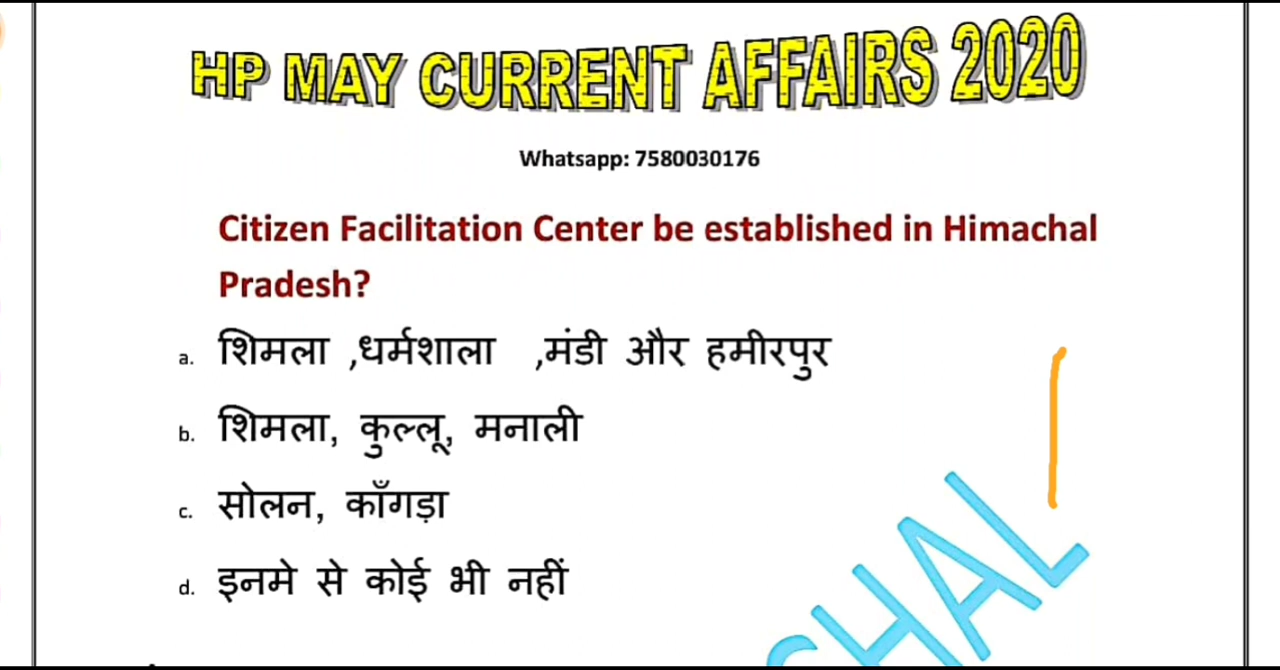 HP MAY CURRENT AFFAIRS 2020
Whatsapp: 7580030176
Citizen Facilitation Center be established in Himachal
Pradesh?
a. शिमला ,धर्मशाला ,मंडी और हमीरपुर
b. शिमला, कुल्लू, मनाली
c. सोलन, काँगड़ा
d. इनमे से कोई भी नहीं
CHAL